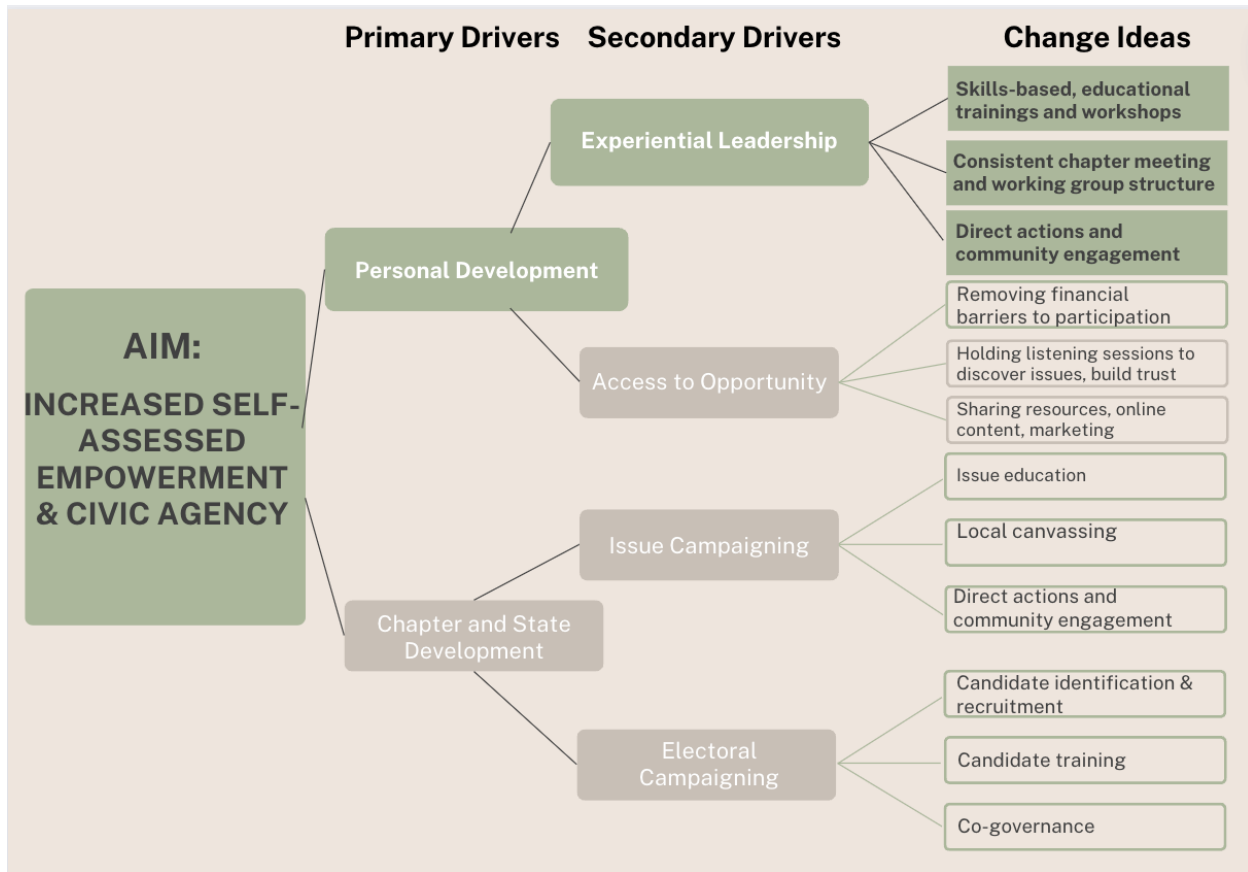 Primary Drivers
Secondary Drivers
Change Ideas
AIM:
INCREASED SELF-
ASSESSED
EMPOWERMENT
& CIVIC AGENCY
Personal Development
Chapter and State
Development
Experiential Leadership
Access to Opportunity
Issue Campaigning
Electoral
Campaigning
Skills-based, educational
trainings and workshops
Consistent chapter meeting
and working group structure
Direct actions and
community engagement
Removing financial
barriers to participation
Holding listening sessions to
discover issues, build trust
Sharing resources, online
content, marketing
Issue education
Local canvassing
Direct actions and
community engagement
Candidate identification &
recruitment
Candidate training
Co-governance